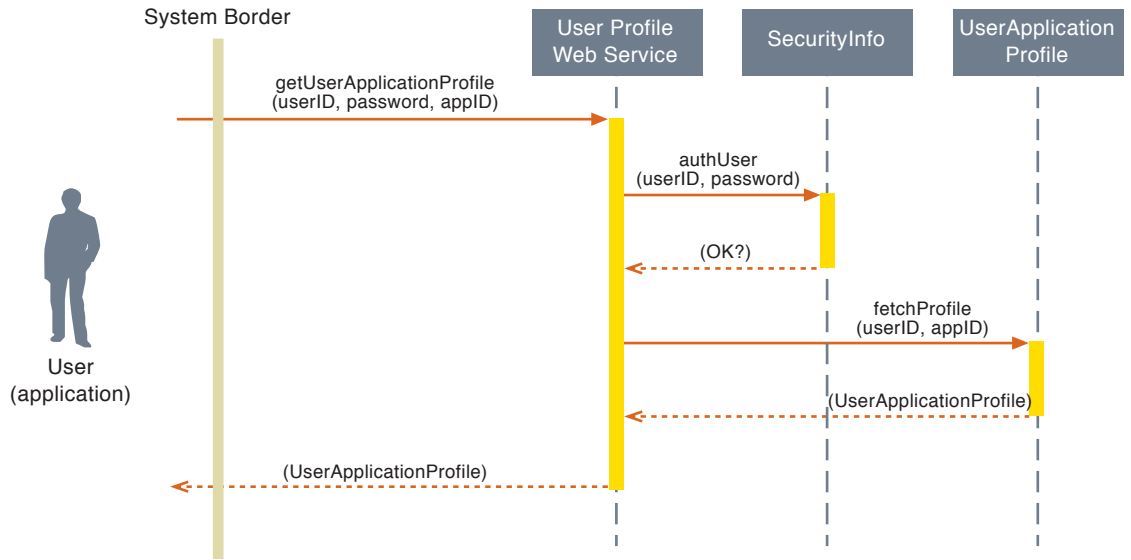 System Border
User Profile
Web Service
SecurityInfo
UserApplication
Profile
getUserApplicationProfile
(userID, password, appID)
authUser
(userID, password)
(OK?)
fetchProfile
(userID, appID)
User
(application)
(UserApplicationProfile)
(UserApplicationProfile)